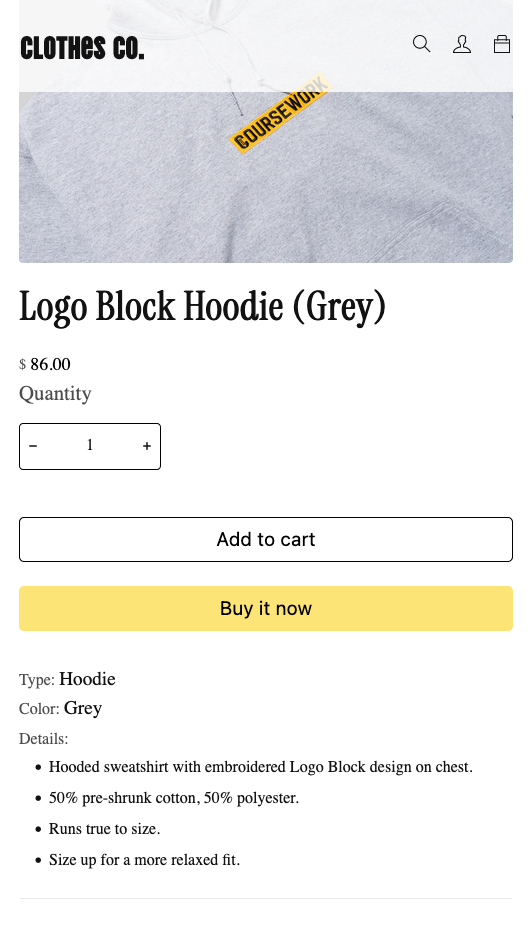 CLOTHeS CO.
COURSEWORK
Logo Block Hoodie (Grey)
$ 86.00
Quantity
− 1 +
Add to cart
Buy it now
Type: Hoodie
Color: Grey
Details:
• Hooded sweatshirt with embroidered Logo Block design on chest.
• 50% pre-shrunk cotton, 50% polyester.
• Runs true to size.
• Size up for a more relaxed fit.